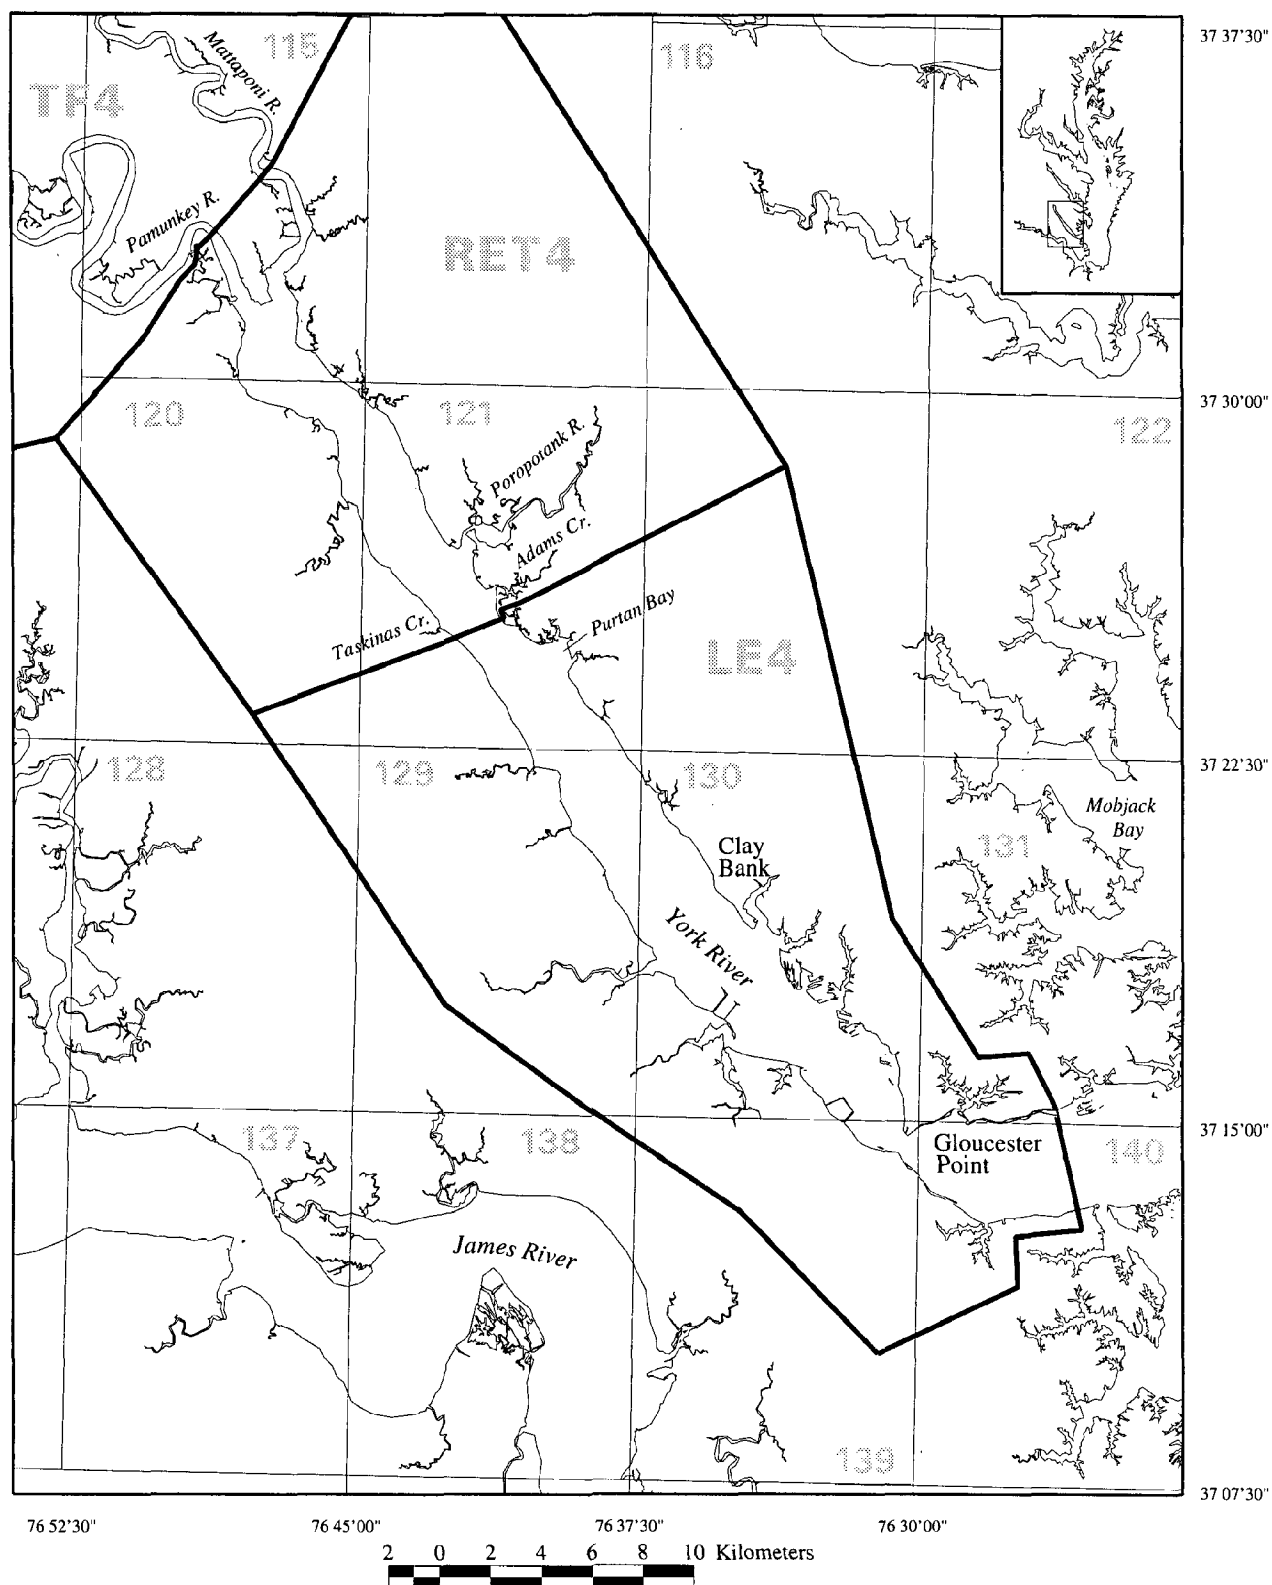 37 37'30"
Mattaponi R.
115
116
TF4
Pamunkey R.
RET4
37 30'00"
120
121
122
Poropotank R.
Adams Cr.
Taskinas Cr.
Purtan Bay
LE4
37 22'30"
128
129
130
Mobjack
Bay
131
Clay
Bank
York River
37 15'00"
137
138
Gloucester
Point
140
James River
139
37 07'30"
76 52'30"
76 45'00"
76 37'30"
76 30'00"
2 0 2 4 6 8 10 Kilometers